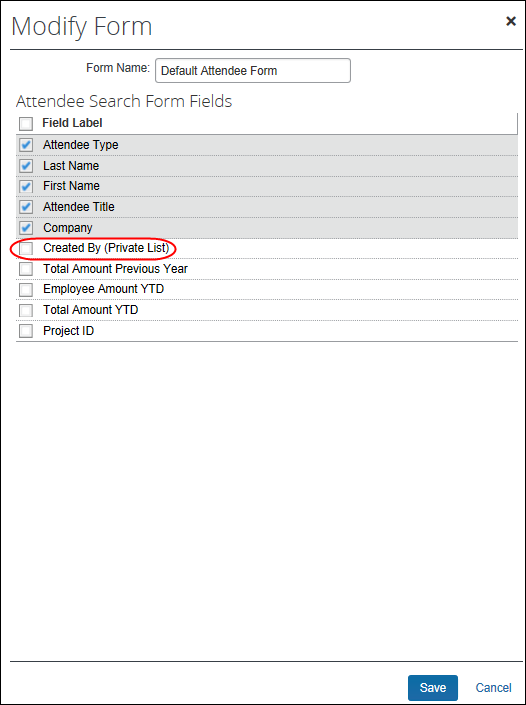 Modify Form
Form Name: Default Attendee Form
Attendee Search Form Fields
Field Label
Attendee Type
Last Name
First Name
Attendee Title
Company
Created By (Private List)
Total Amount Previous Year
Employee Amount YTD
Total Amount YTD
Project ID
Save Cancel